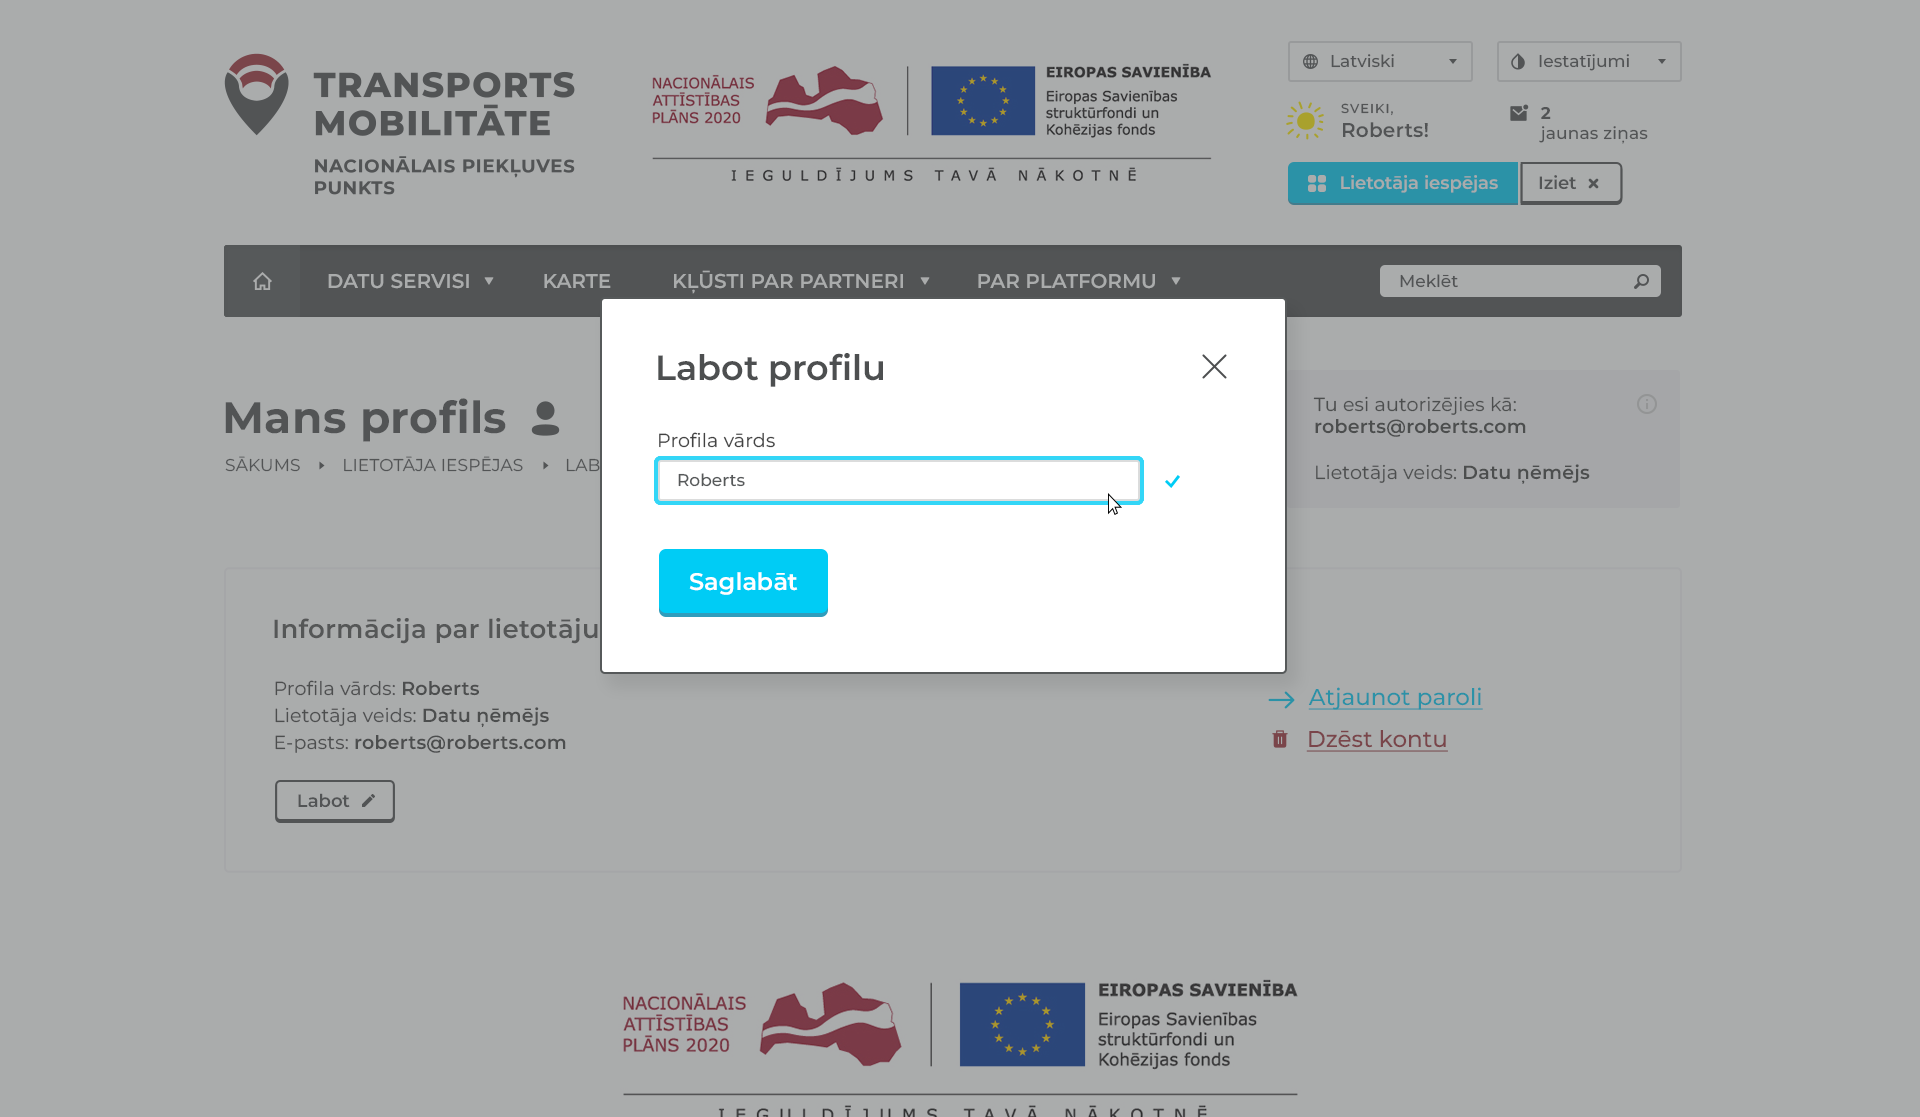 TRANSPORTS
MOBILITĀTE
NACIONĀLAIS PIEKĻUVES
PUNKTS
NACIONĀLAIS
ATTĪSTĪBAS
PLĀNS 2020
EIROPAS SAVIENĪBA
Eiropas Savienības
struktūrfondi un
Kohēzijas fonds
IEGULDĪJUMS TAVĀ NĀKOTNĒ
Latviski
Iestatījumi
SVEIKI,
Roberts!
2
jaunas ziņas
Lietotāja iespējas
Iziet
DATU SERVISI
KARTE
KĻŪSTI PAR PARTNERI
PAR PLATFORMU
Meklēt
Labot profilu
Profila vārds
Roberts
Saglabāt
Mans profils
SĀKUMS
LIETOTĀJA IESPĒJAS
LAB
Tu esi autorizējies kā:
roberts@roberts.com
Lietotāja veids: Datu ņēmējs
Informācija par lietotāju
Profila vārds: Roberts
Lietotāja veids: Datu ņēmējs
E-pasts: roberts@roberts.com
Labot
Atjaunot paroli
Dzēst kontu
NACIONĀLAIS
ATTĪSTĪBAS
PLĀNS 2020
EIROPAS SAVIENĪBA
Eiropas Savienības
struktūrfondi un
Kohēzijas fonds
IEGULDĪJUMS TAVĀ NĀKOTNĒ